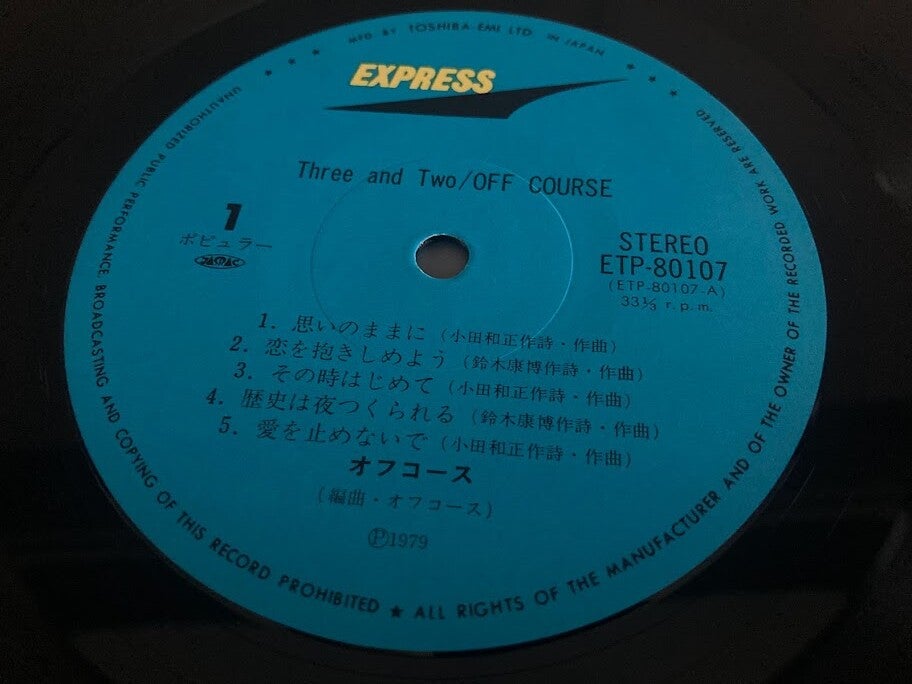 MFD BY TOSHIBA EMI LTD. IN JAPAN
EXPRESS
Three and Two/OFF COURSE
1
ポピュラー
STEREO
ETP-80107
(ETP-80107-A)
33⅓ r.p.m.
1. 思いのままに (小田和正作詩・作曲)
2. 恋を抱きしめよう (鈴木康博作詩・作曲)
3. その時はじめて (小田和正作詩・作曲)
4. 歴史は夜つくられる (鈴木康博作詩・作曲)
5. 愛を止めないで (小田和正作詩・作曲)
オフコース
(編曲・オフコース)
Ⓟ1979
UNAUTHORIZED PUBLIC PERFORMANCE, BROADCASTING AND COPYING OF THIS RECORD PROHIBITED ★ ALL RIGHTS OF THE MANUFACTURER AND OF THE OWNER OF THE RECORDED WORK ARE RESERVED